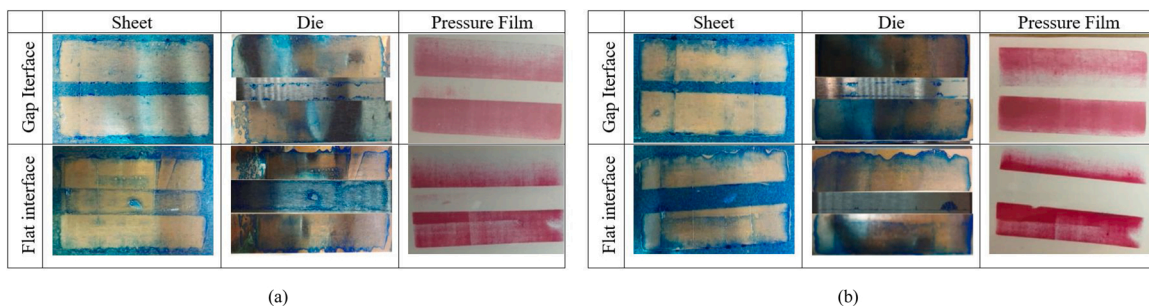 Sheet Die Pressure Film
Gap Iterface
Flat interface
(a)
Sheet Die Pressure Film
Gap Iterface
Flat interface
(b)